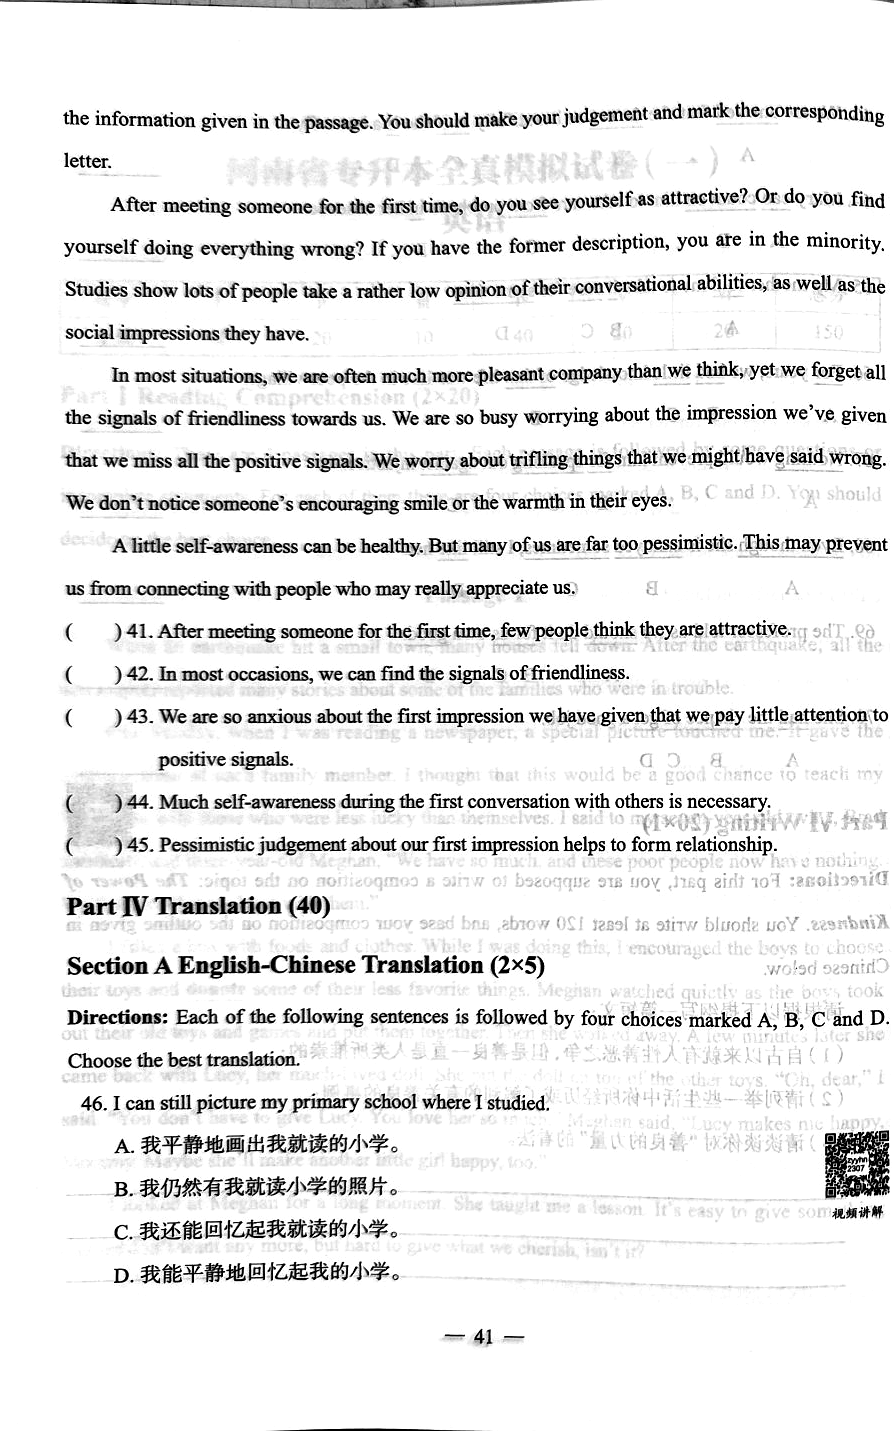 the information given in the passage. You should make your judgement and mark the corresponding
letter.
After meeting someone for the first time, do you see yourself as attractive? Or do you find
yourself doing everything wrong? If you have the former description, you are in the minority.
Studies show lots of people take a rather low opinion of their conversational abilities, as well as the
social impressions they have.
In most situations, we are often much more pleasant company than we think, yet we forget all
the signals of friendliness towards us. We are so busy worrying about the impression we've given
that we miss all the positive signals. We worry about trifling things that we might have said wrong.
We don't notice someone's encouraging smile or the warmth in their eyes.
A little self-awareness can be healthy. But many of us are far too pessimistic. This may prevent
us from connecting with people who may really appreciate us.
( ) 41. After meeting someone for the first time, few people think they are attractive.
( ) 42. In most occasions, we can find the signals of friendliness.
( ) 43. We are so anxious about the first impression we have given that we pay little attention to
positive signals.
( ) 44. Much self-awareness during the first conversation with others is necessary.
( ) 45. Pessimistic judgement about our first impression helps to form relationship.
Part Ⅳ Translation (40)
Section A English-Chinese Translation (2×5)
Directions: Each of the following sentences is followed by four choices marked A, B, C and D.
Choose the best translation.
46. I can still picture my primary school where I studied.
A. 我平静地画出我就读的小学。
B. 我仍然有我就读小学的照片。
C. 我还能回忆起我就读的小学。
D. 我能平静地回忆起我的小学。
zyyhn
2307
视频讲解
— 41 —